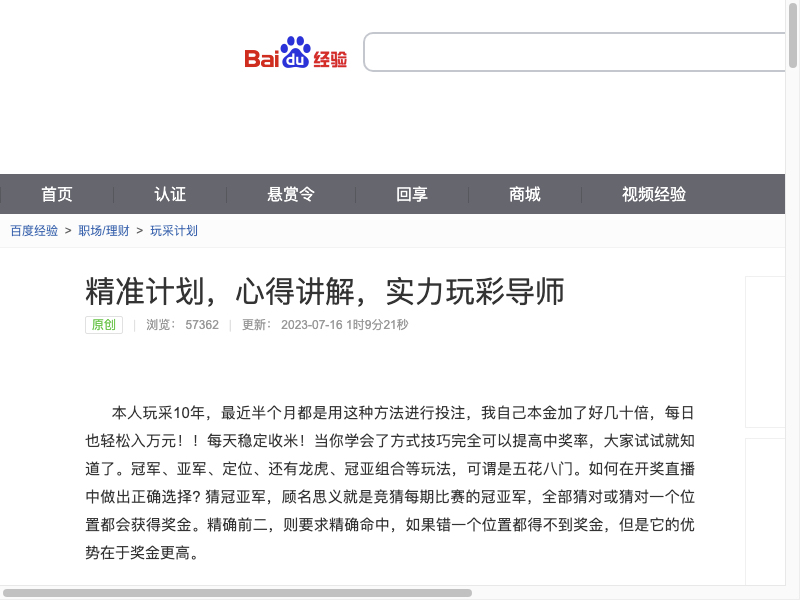 Bai du 经验
首页 认证 悬赏令 回享 商城 视频经验
百度经验 > 职场/理财 > 玩采计划
精准计划，心得讲解，实力玩彩导师
原创 | 浏览： 57362 | 更新： 2023-07-16 1时9分21秒
本人玩采10年，最近半个月都是用这种方法进行投注，我自己本金加了好几十倍，每日
也轻松入万元！！每天稳定收米！当你学会了方式技巧完全可以提高中奖率，大家试试就知
道了。冠军、亚军、定位、还有龙虎、冠亚组合等玩法，可谓是五花八门。如何在开奖直播
中做出正确选择? 猜冠亚军，顾名思义就是竞猜每期比赛的冠亚军，全部猜对或猜对一个位
置都会获得奖金。精确前二，则要求精确命中，如果错一个位置都得不到奖金，但是它的优
势在于奖金更高。